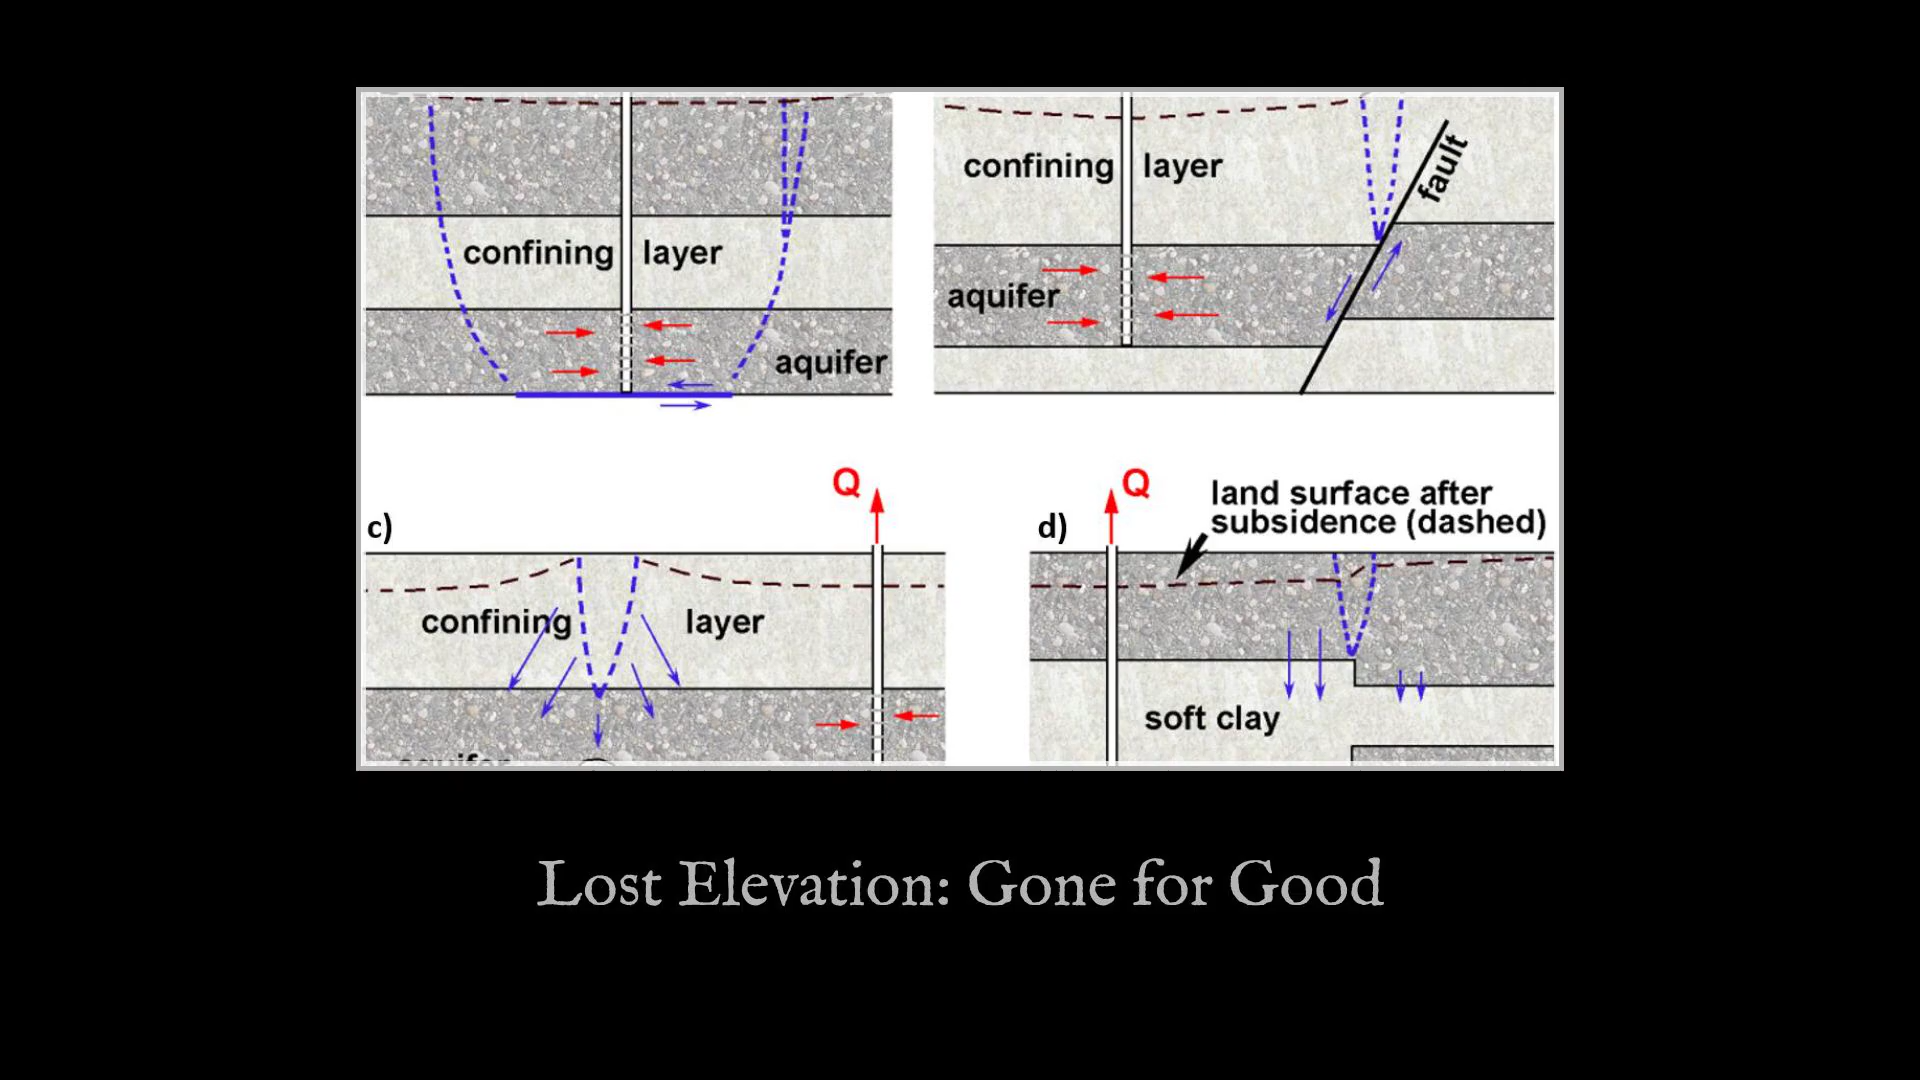 confining layer
aquifer
confining layer
fault
aquifer
Q
c)
confining layer
Q
d)
land surface after
subsidence (dashed)
soft clay
Lost Elevation: Gone for Good